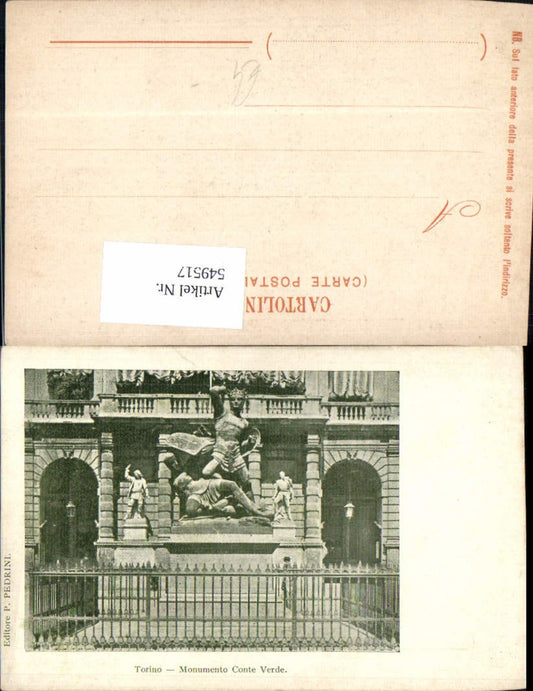 CARTOLIN
(CARTE POSTAL
A
NB. Sul lato anteriore della presente si scrive soltanto l'indirizzo.
Artikel Nr.
549517
Editore P. PEDRINI.
Torino — Monumento Conte Verde.